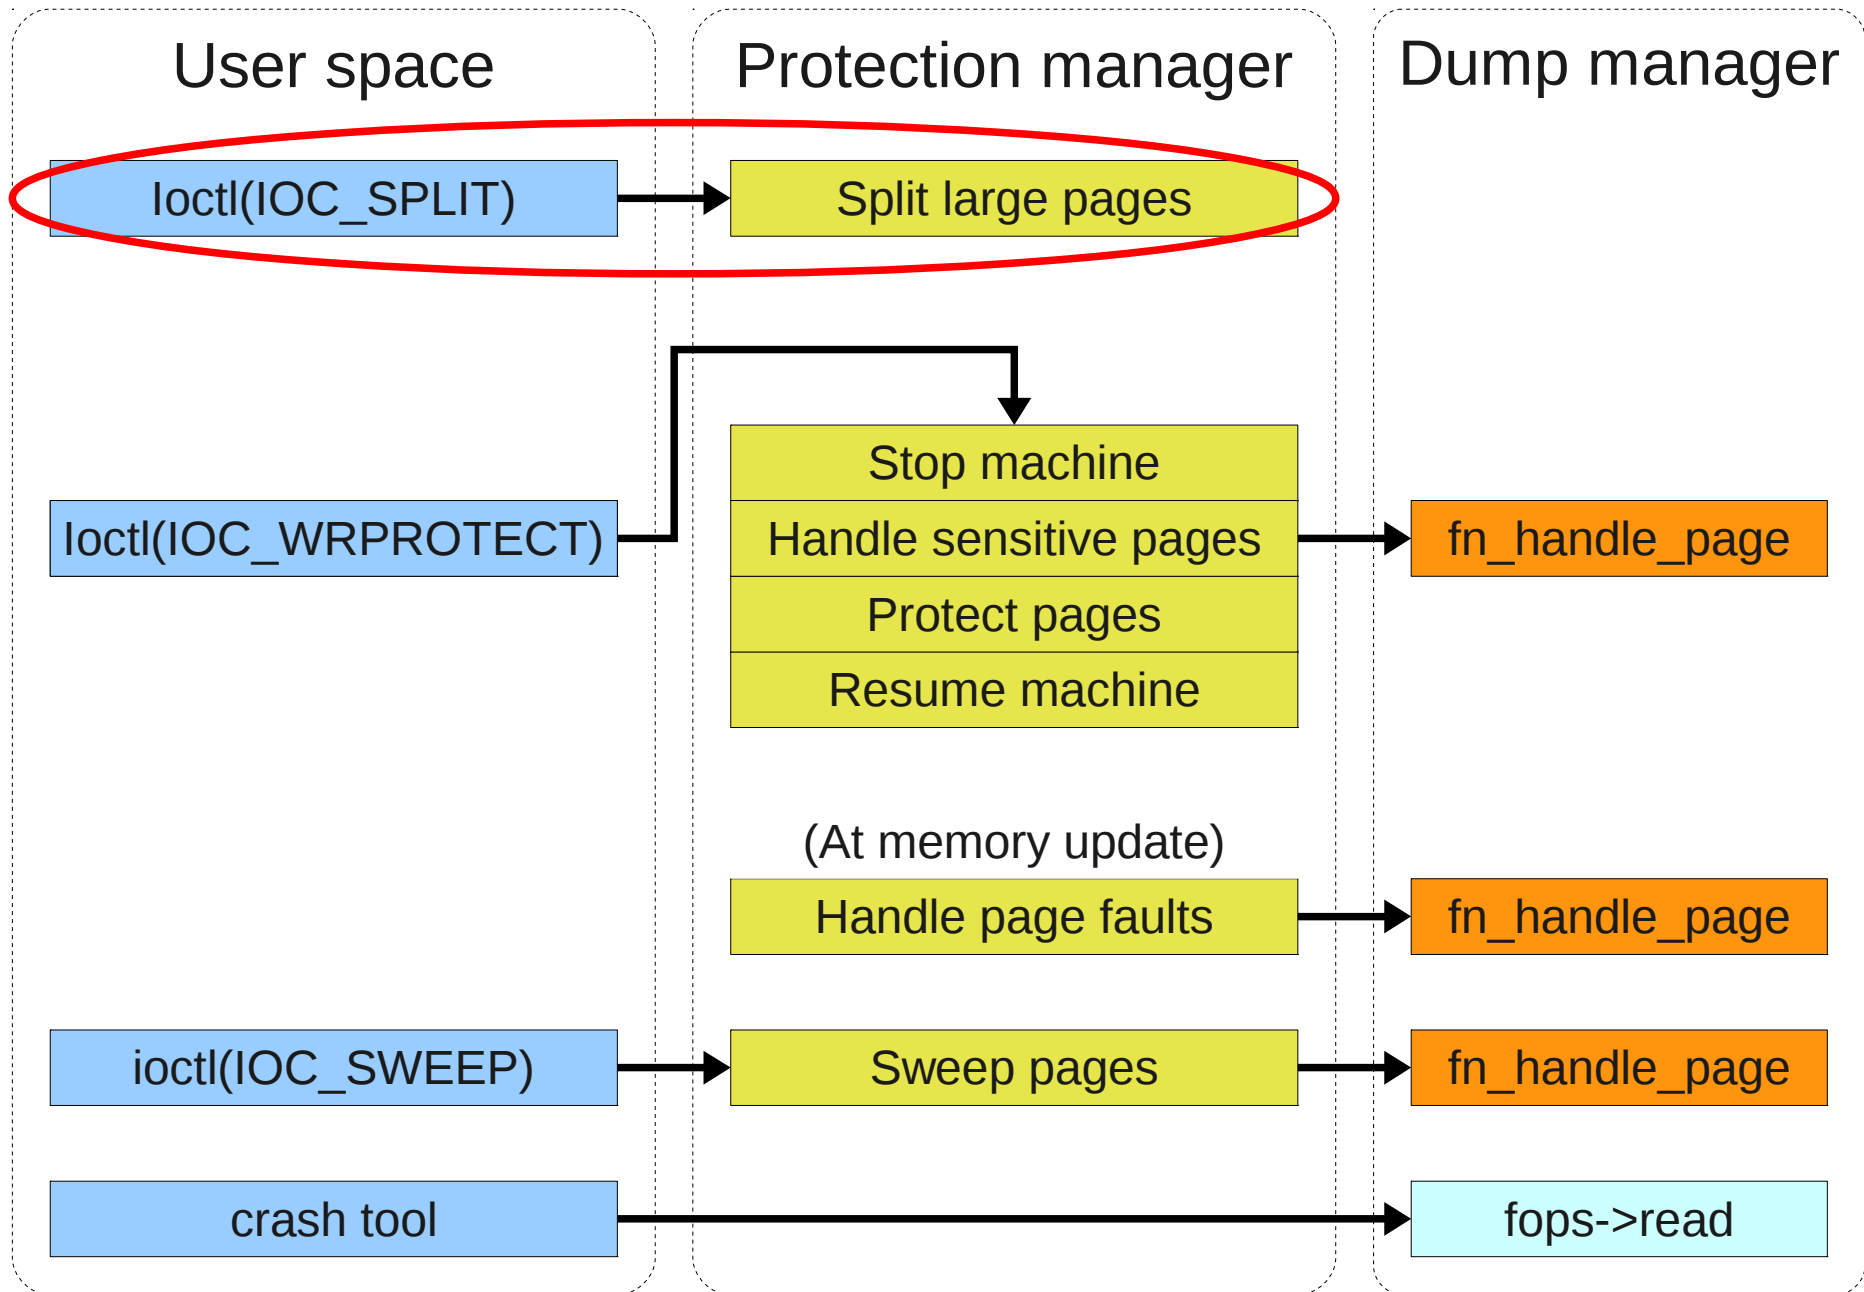 User space
Protection manager
Dump manager
Ioctl(IOC_SPLIT)
Split large pages
Stop machine
Ioctl(IOC_WRPROTECT)
Handle sensitive pages
fn_handle_page
Protect pages
Resume machine
(At memory update)
Handle page faults
fn_handle_page
ioctl(IOC_SWEEP)
Sweep pages
fn_handle_page
crash tool
fops->read